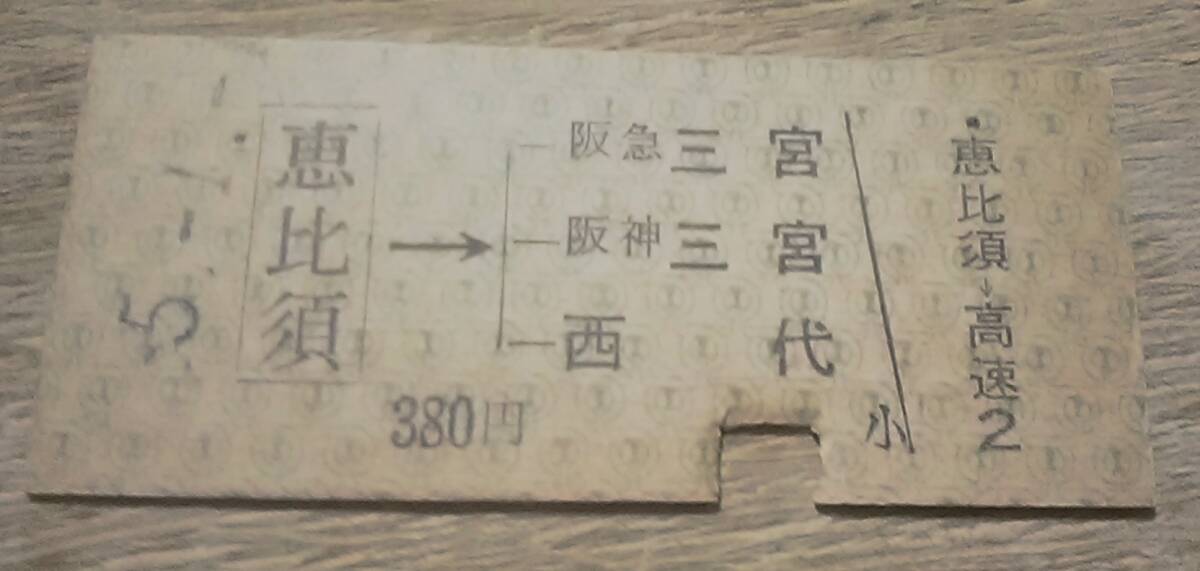 5.-1.-1
恵比須
→
阪急三宮
阪神三宮
西代
380円
小
恵比須→高速2